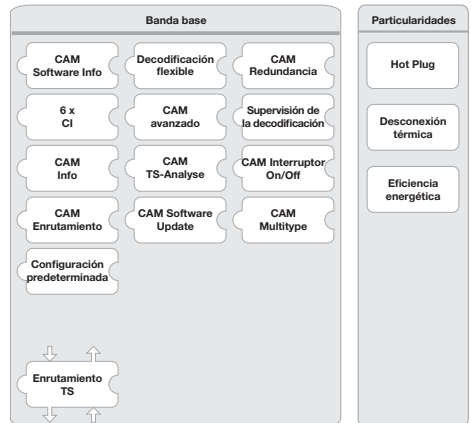 Banda base
CAM
Software Info
Decodificación
flexible
CAM
Redundancia
6 x
CI
CAM
avanzado
Supervisión de
la decodificación
CAM
Info
CAM
TS-Analyse
CAM Interruptor
On/Off
CAM
Enrutamiento
CAM Software
Update
CAM
Multitype
Configuración
predeterminada
Enrutamiento
TS
Particularidades
Hot Plug
Desconexión
térmica
Eficiencia
energética